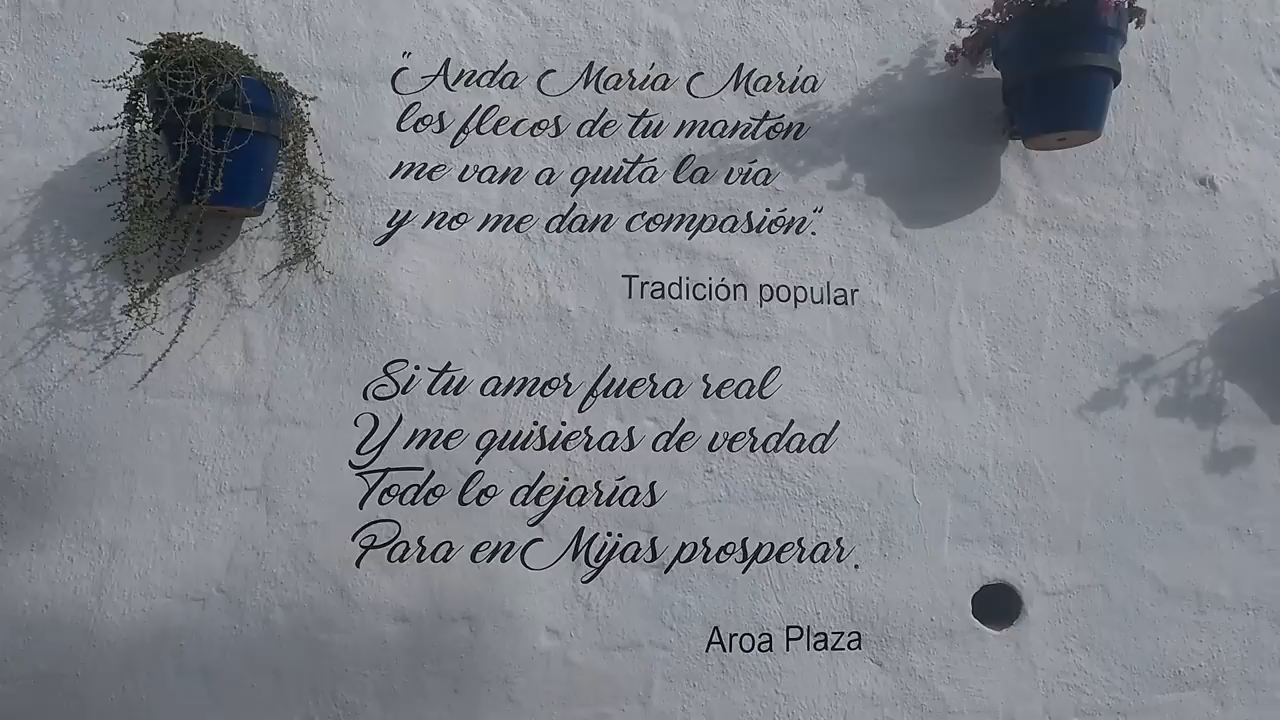 "Anda María María
los flecos de tu mantón
me van a quita la vía
y no me dan compasión".
Tradición popular
Si tu amor fuera real
Y me quisieras de verdad
Todo lo dejarías
Para en Mijas prosperar.
Aroa Plaza